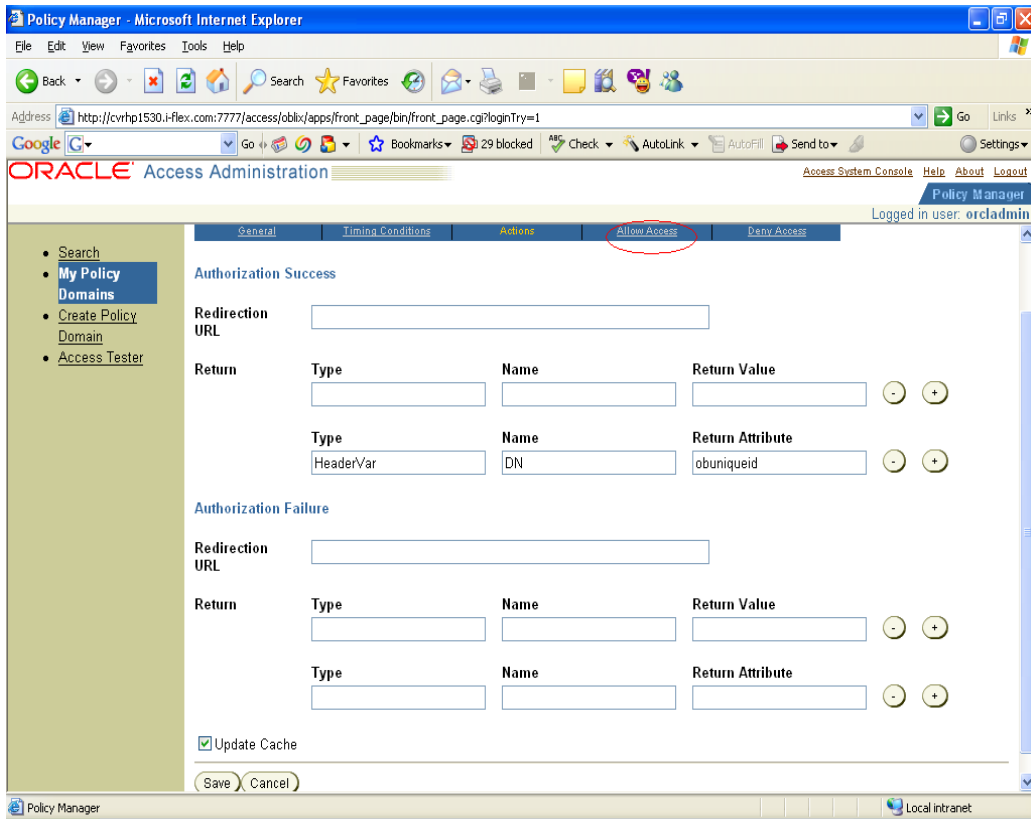 Policy Manager - Microsoft Internet Explorer
File Edit View Favorites Tools Help
Back Search Favorites
Address http://cvrhp1530.i-flex.com:7777/access/oblix/apps/front_page/bin/front_page.cgi?loginTry=1 Go Links »
Google G Go Bookmarks 29 blocked ABC Check AutoLink AutoFill Send to Settings
ORACLE Access Administration Access System Console Help About Logout
Policy Manager
Logged in user: orcladmin
Search
My Policy Domains
Create Policy Domain
Access Tester
General Timing Conditions Actions Allow Access Deny Access
Authorization Success
Redirection URL
Return Type Name Return Value
- +
Type Name Return Attribute
HeaderVar DN obuniqueid - +
Authorization Failure
Redirection URL
Return Type Name Return Value
- +
Type Name Return Attribute
- +
Update Cache
Save Cancel
Policy Manager Local intranet